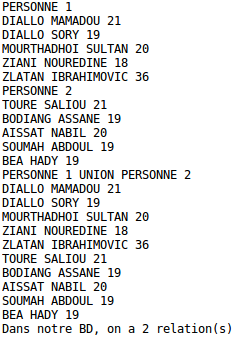 PERSONNE 1
DIALLO MAMADOU 21
DIALLO SORY 19
MOURTHADHOI SULTAN 20
ZIANI NOUREDINE 18
ZLATAN IBRAHIMOVIC 36
PERSONNE 2
TOURE SALIOU 21
BODIANG ASSANE 19
AISSAT NABIL 20
SOUMAH ABDOUL 19
BEA HADY 19
PERSONNE 1 UNION PERSONNE 2
DIALLO MAMADOU 21
DIALLO SORY 19
MOURTHADHOI SULTAN 20
ZIANI NOUREDINE 18
ZLATAN IBRAHIMOVIC 36
TOURE SALIOU 21
BODIANG ASSANE 19
AISSAT NABIL 20
SOUMAH ABDOUL 19
BEA HADY 19
Dans notre BD, on a 2 relation(s)